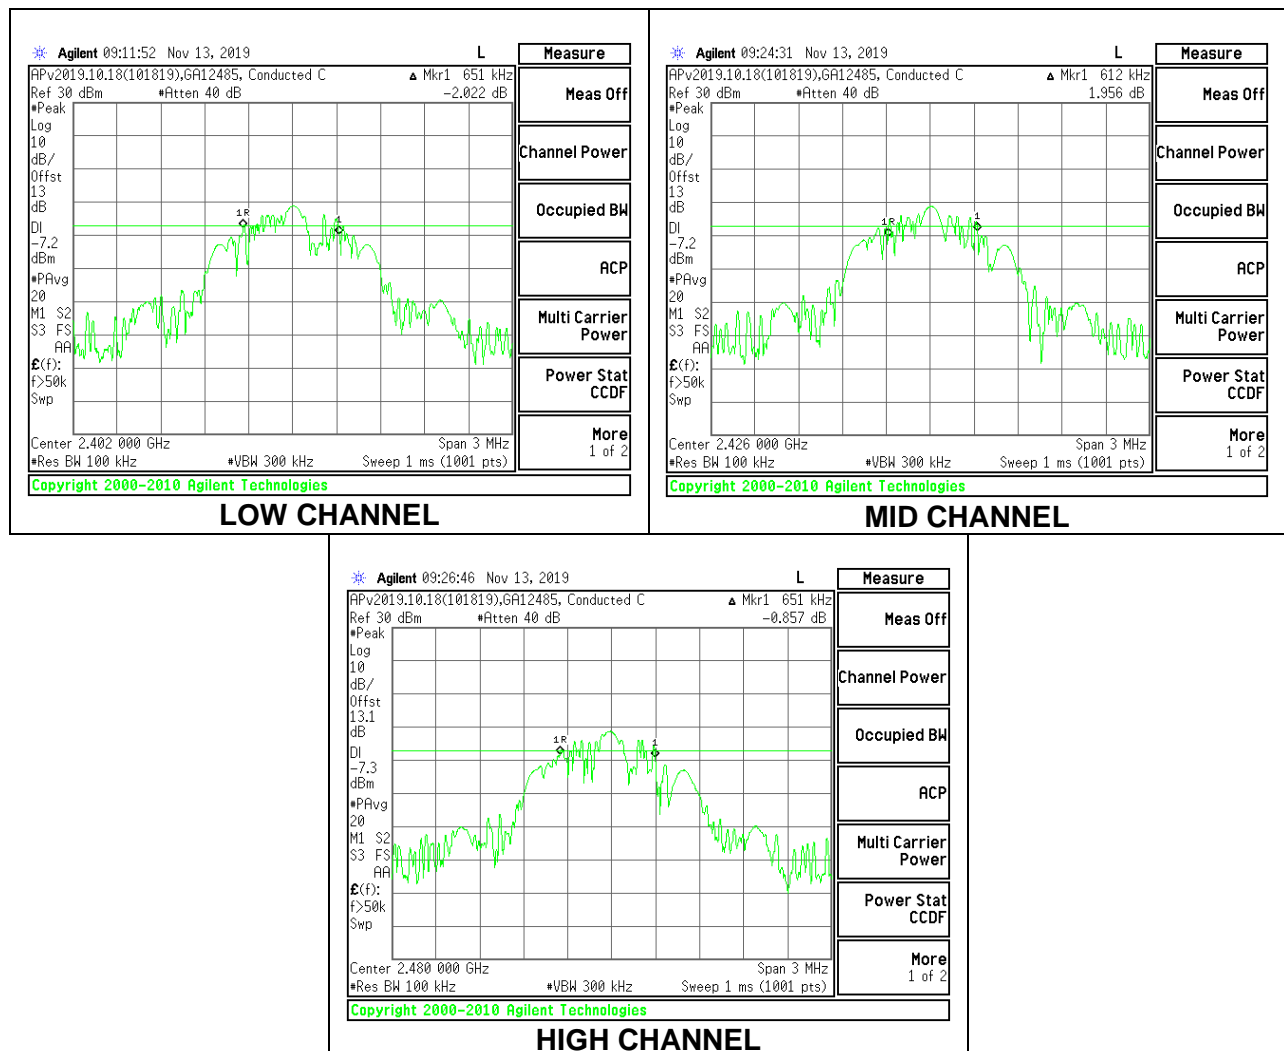 Agilent 09:11:52 Nov 13, 2019 L
APv2019.10.18(101819),GA12485, Conducted C Δ Mkr1 651 kHz
Ref 30 dBm #Atten 40 dB -2.022 dB
#Peak
Log
10
dB/
Offst
13
dB
DI
-7.2
dBm
#PAvg
20
M1 S2
S3 FS
AA
£(f):
f>50k
Swp
1R
1
Center 2.402 000 GHz Span 3 MHz
#Res BW 100 kHz #VBW 300 kHz Sweep 1 ms (1001 pts)
Copyright 2000-2010 Agilent Technologies
Measure
Meas Off
Channel Power
Occupied BW
ACP
Multi Carrier
Power
Power Stat
CCDF
More
1 of 2
LOW CHANNEL
Agilent 09:24:31 Nov 13, 2019 L
APv2019.10.18(101819),GA12485, Conducted C Δ Mkr1 612 kHz
Ref 30 dBm #Atten 40 dB 1.956 dB
#Peak
Log
10
dB/
Offst
13
dB
DI
-7.2
dBm
#PAvg
20
M1 S2
S3 FS
AA
£(f):
f>50k
Swp
1R
1
Center 2.426 000 GHz Span 3 MHz
#Res BW 100 kHz #VBW 300 kHz Sweep 1 ms (1001 pts)
Copyright 2000-2010 Agilent Technologies
Measure
Meas Off
Channel Power
Occupied BW
ACP
Multi Carrier
Power
Power Stat
CCDF
More
1 of 2
MID CHANNEL
Agilent 09:26:46 Nov 13, 2019 L
APv2019.10.18(101819),GA12485, Conducted C Δ Mkr1 651 kHz
Ref 30 dBm #Atten 40 dB -0.857 dB
#Peak
Log
10
dB/
Offst
13.1
dB
DI
-7.3
dBm
#PAvg
20
M1 S2
S3 FS
AA
£(f):
f>50k
Swp
1R
1
Center 2.480 000 GHz Span 3 MHz
#Res BW 100 kHz #VBW 300 kHz Sweep 1 ms (1001 pts)
Copyright 2000-2010 Agilent Technologies
Measure
Meas Off
Channel Power
Occupied BW
ACP
Multi Carrier
Power
Power Stat
CCDF
More
1 of 2
HIGH CHANNEL